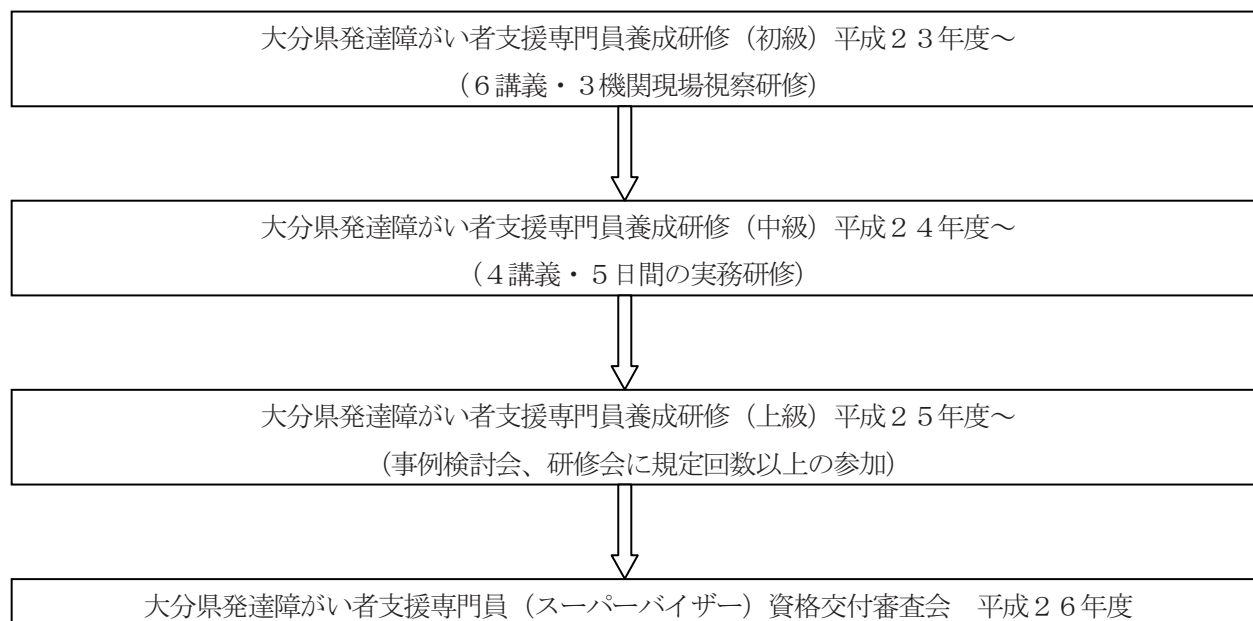 大分県発達障がい者支援専門員養成研修（初級）平成２３年度～
（６講義・３機関現場視察研修）
大分県発達障がい者支援専門員養成研修（中級）平成２４年度～
（４講義・５日間の実務研修）
大分県発達障がい者支援専門員養成研修（上級）平成２５年度～
（事例検討会、研修会に規定回数以上の参加）
大分県発達障がい者支援専門員（スーパーバイザー）資格交付審査会　平成２６年度